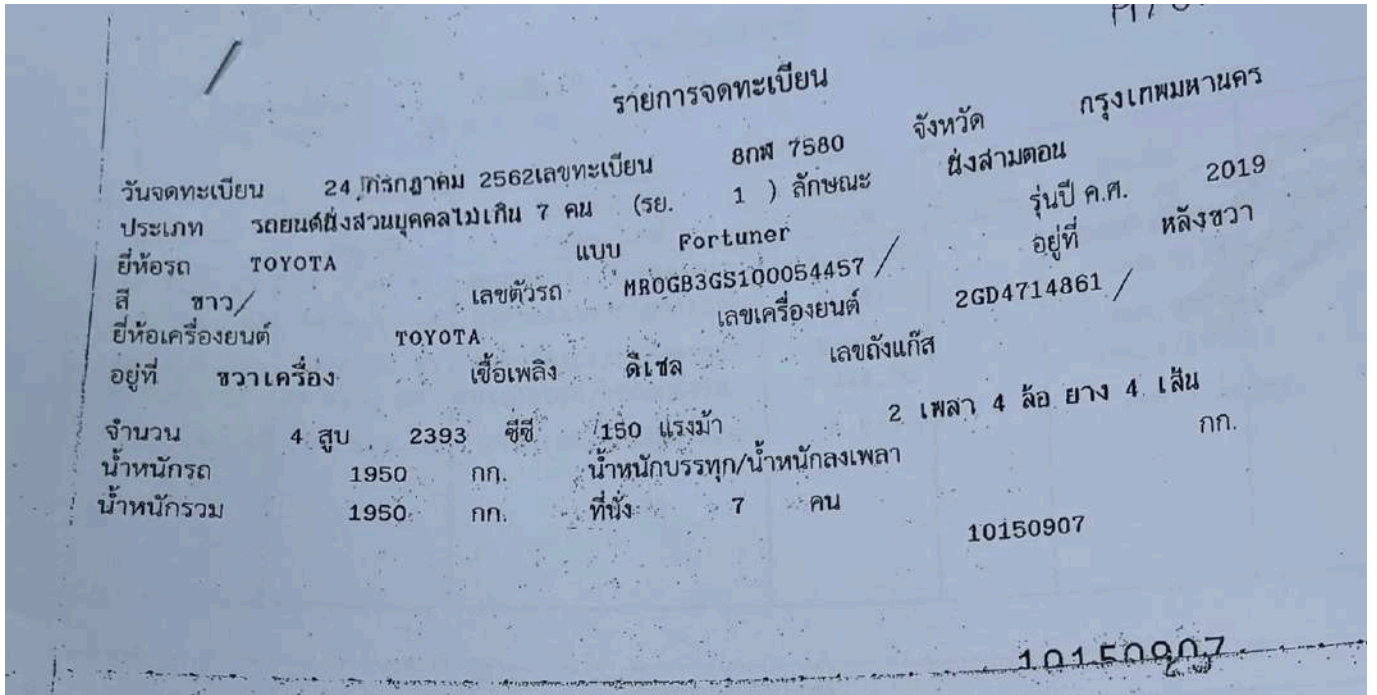 รายการจดทะเบียน
วันจดทะเบียน 24 กรกฎาคม 2562เลขทะเบียน 8กฬ 7580 จังหวัด กรุงเทพมหานคร
ประเภท รถยนต์นั่งส่วนบุคคลไม่เกิน 7 คน (รย. 1 ) ลักษณะ นั่งสามตอน
ยี่ห้อรถ TOYOTA แบบ Fortuner รุ่นปี ค.ศ. 2019
สี ขาว/ เลขตัวรถ MR0GB3GS100054457 / อยู่ที่ หลังขวา
ยี่ห้อเครื่องยนต์ TOYOTA เลขเครื่องยนต์ 2GD4714861 /
อยู่ที่ ขวาเครื่อง เชื้อเพลิง ดีเซล เลขถังแก๊ส
จำนวน 4 สูบ 2393 ซีซี 150 แรงม้า 2 เพลา 4 ล้อ ยาง 4 เส้น
น้ำหนักรถ 1950 กก. น้ำหนักบรรทุก/น้ำหนักลงเพลา กก.
น้ำหนักรวม 1950 กก. ที่นั่ง 7 คน
10150907
10150907